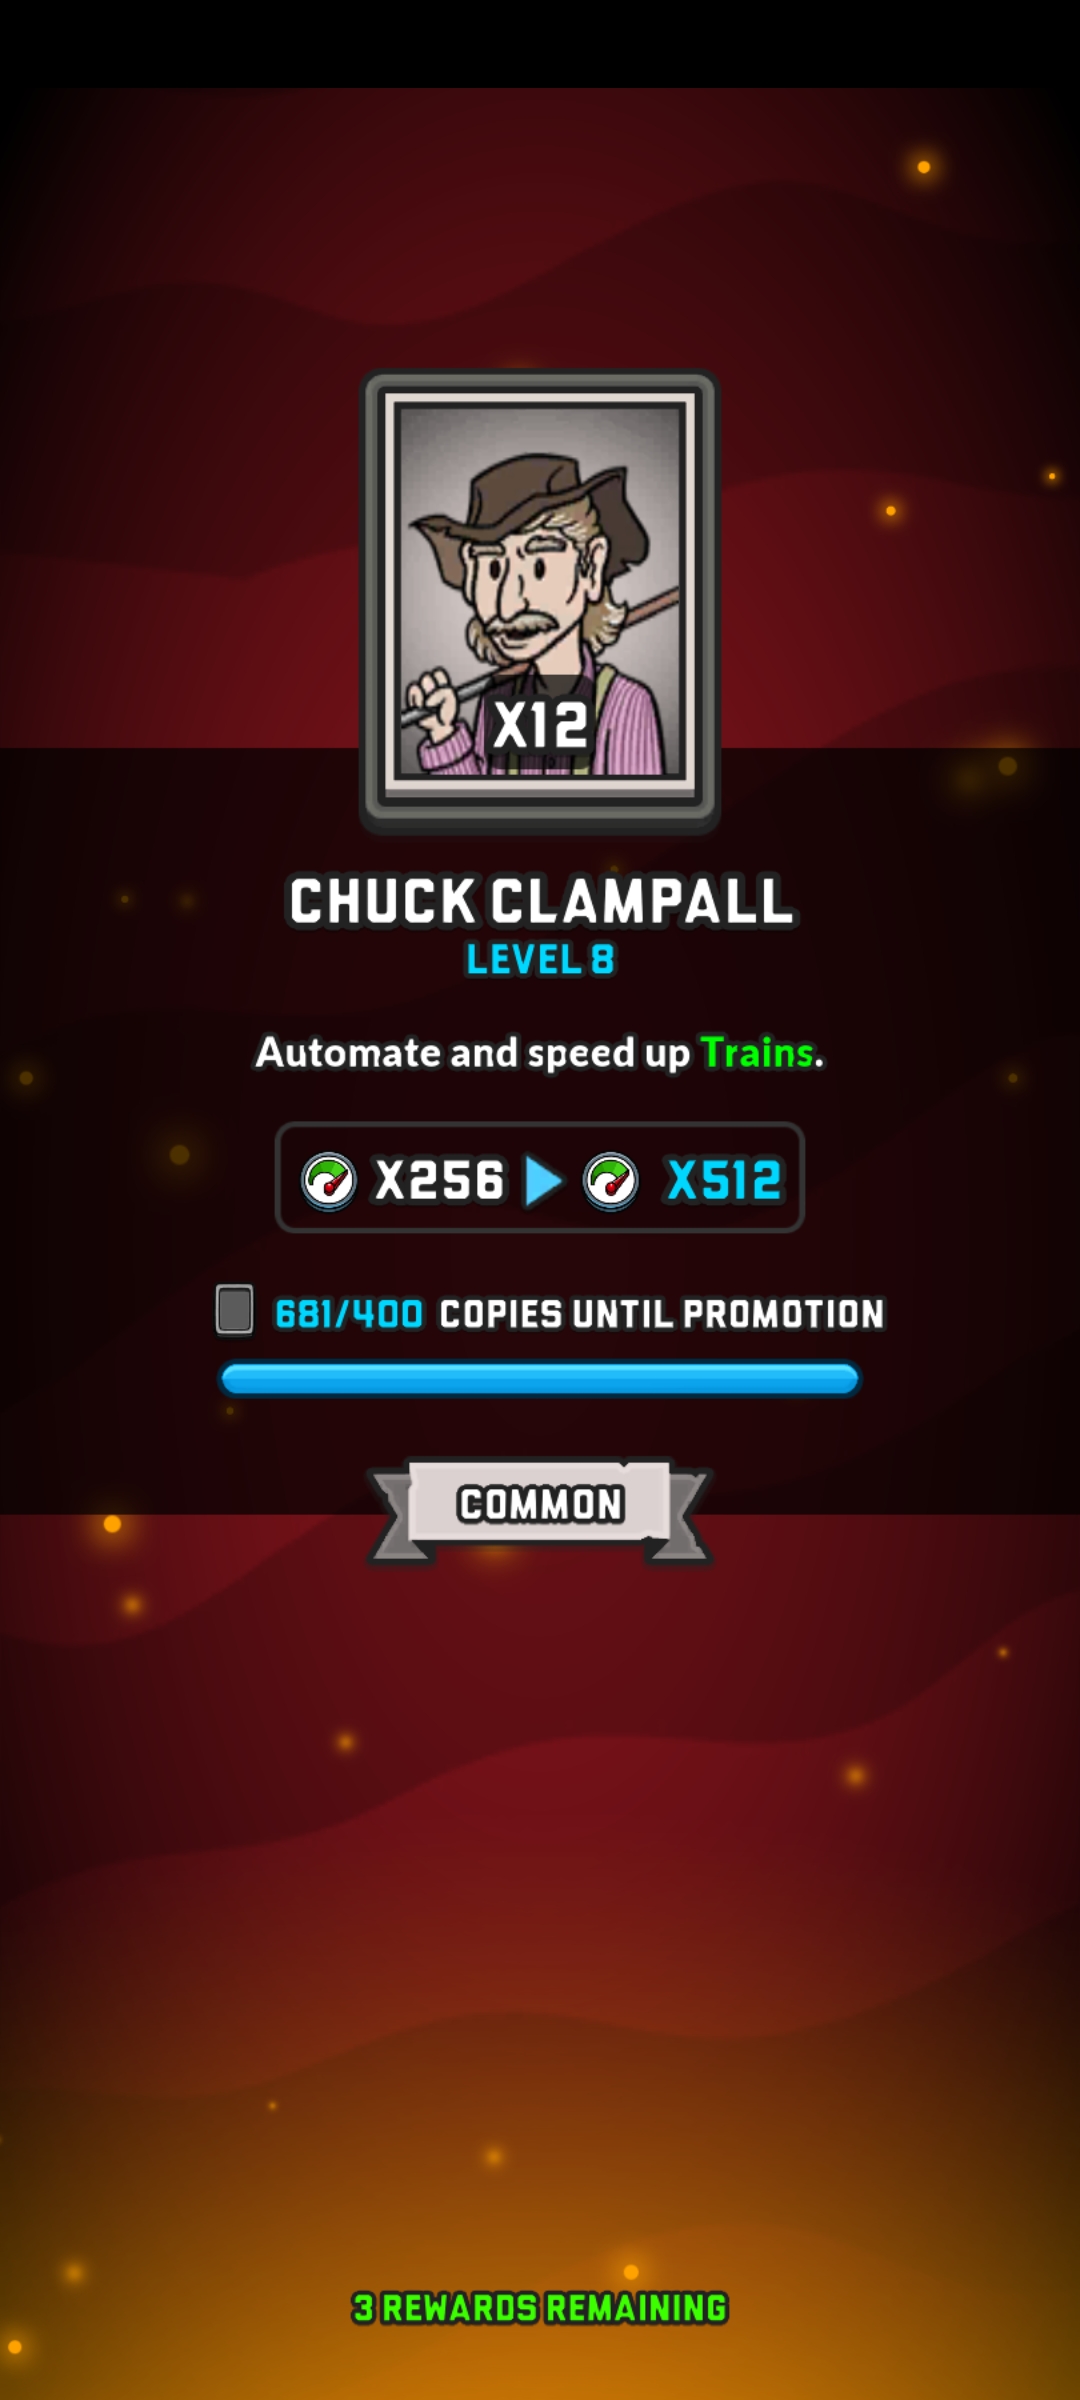 X12
CHUCK CLAMPALL
LEVEL 8
Automate and speed up Trains.
X256 X512
681/400 COPIES UNTIL PROMOTION
COMMON
3 REWARDS REMAINING